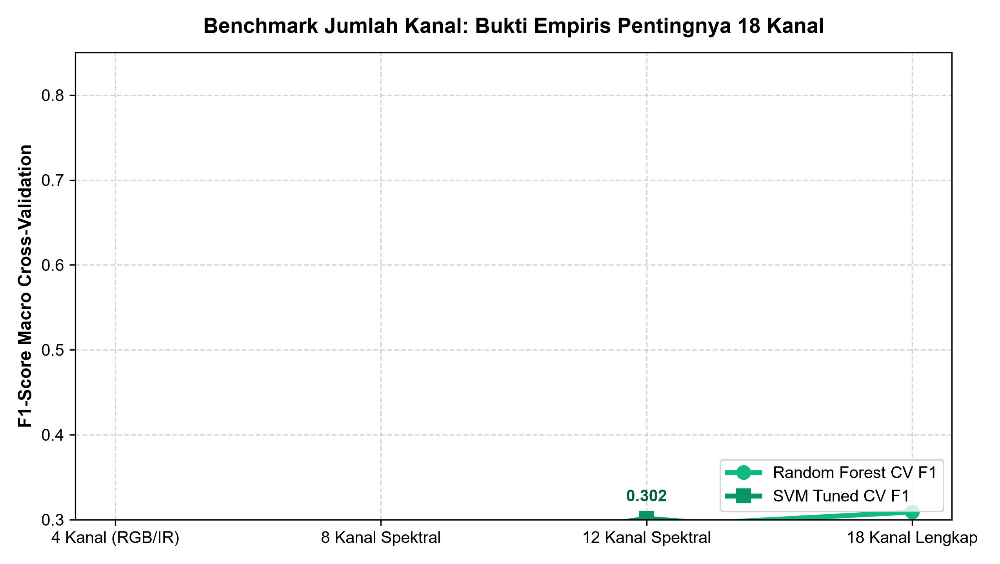 Benchmark Jumlah Kanal: Bukti Empiris Pentingnya 18 Kanal
F1-Score Macro Cross-Validation
0.8
0.7
0.6
0.5
0.4
0.3
0.302
Random Forest CV F1
SVM Tuned CV F1
4 Kanal (RGB/IR)
8 Kanal Spektral
12 Kanal Spektral
18 Kanal Lengkap